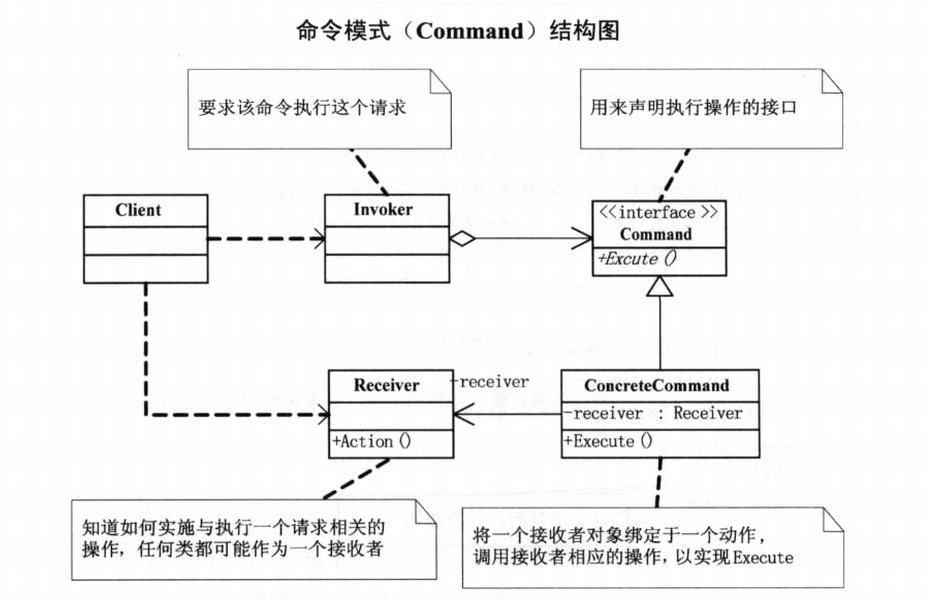 命令模式（Command）结构图
要求该命令执行这个请求
用来声明执行操作的接口
Client
Invoker
<<interface>>
Command
+Excute()
Receiver
-receiver
ConcreteCommand
-receiver : Receiver
+Action()
+Execute()
知道如何实施与执行一个请求相关的
操作，任何类都可能作为一个接收者
将一个接收者对象绑定于一个动作，
调用接收者相应的操作，以实现Execute